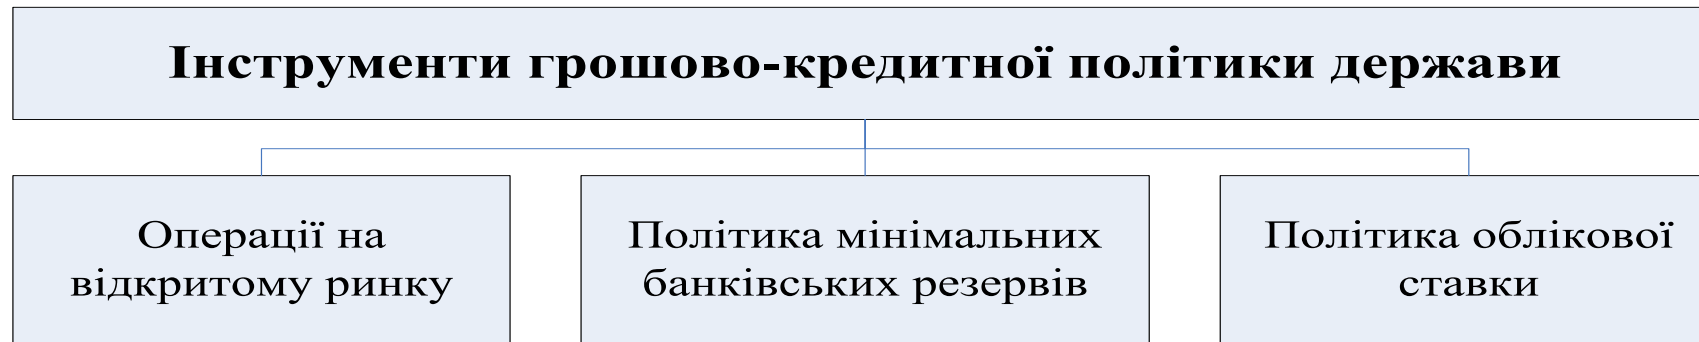 Інструменти грошово-кредитної політики держави
Операції на
відкритому ринку
Політика мінімальних
банківських резервів
Політика облікової
ставки